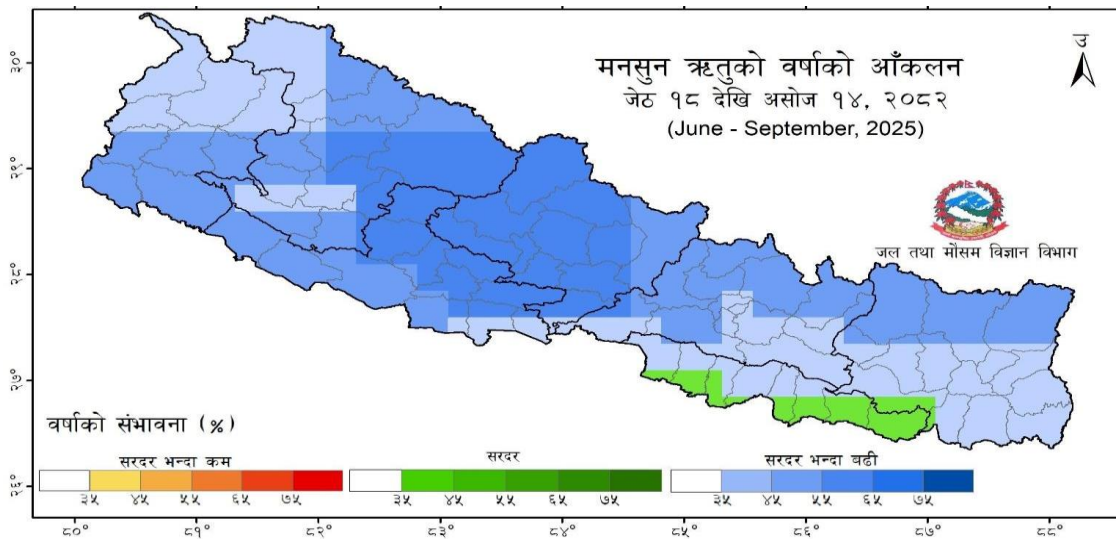 मनसुन ऋतुको वर्षाको आँकलन
जेठ १८ देखि असोज १४, २०८२
(June - September, 2025)
उ
जल तथा मौसम विज्ञान विभाग
३०°
२९°
२८°
२७°
२६°
वर्षाको संभावना (%)
सरदर भन्दा कम
३५ ४५ ५५ ६५ ७५
सरदर
३५ ४५ ५५ ६५ ७५
सरदर भन्दा बढी
३५ ४५ ५५ ६५ ७५
८०° ८१° ८२° ८३° ८४° ८५° ८६° ८७° ८८°